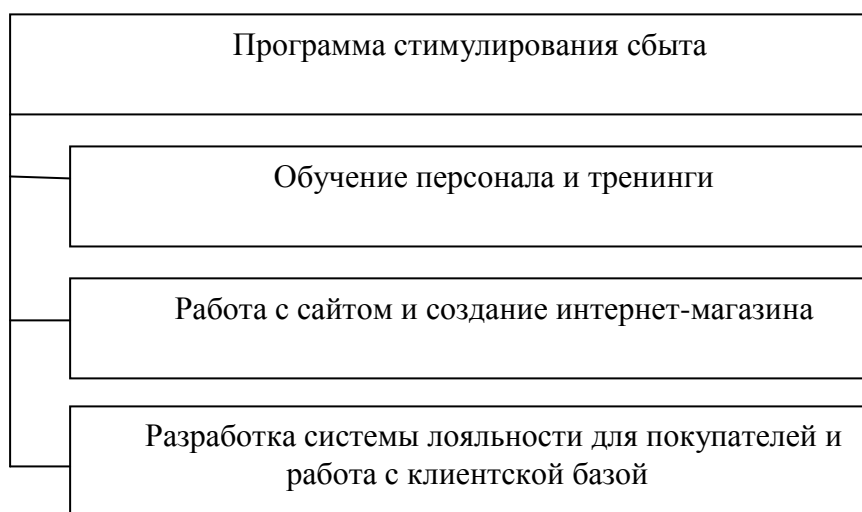 Программа стимулирования сбыта
Обучение персонала и тренинги
Работа с сайтом и создание интернет-магазина
Разработка системы лояльности для покупателей и
работа с клиентской базой